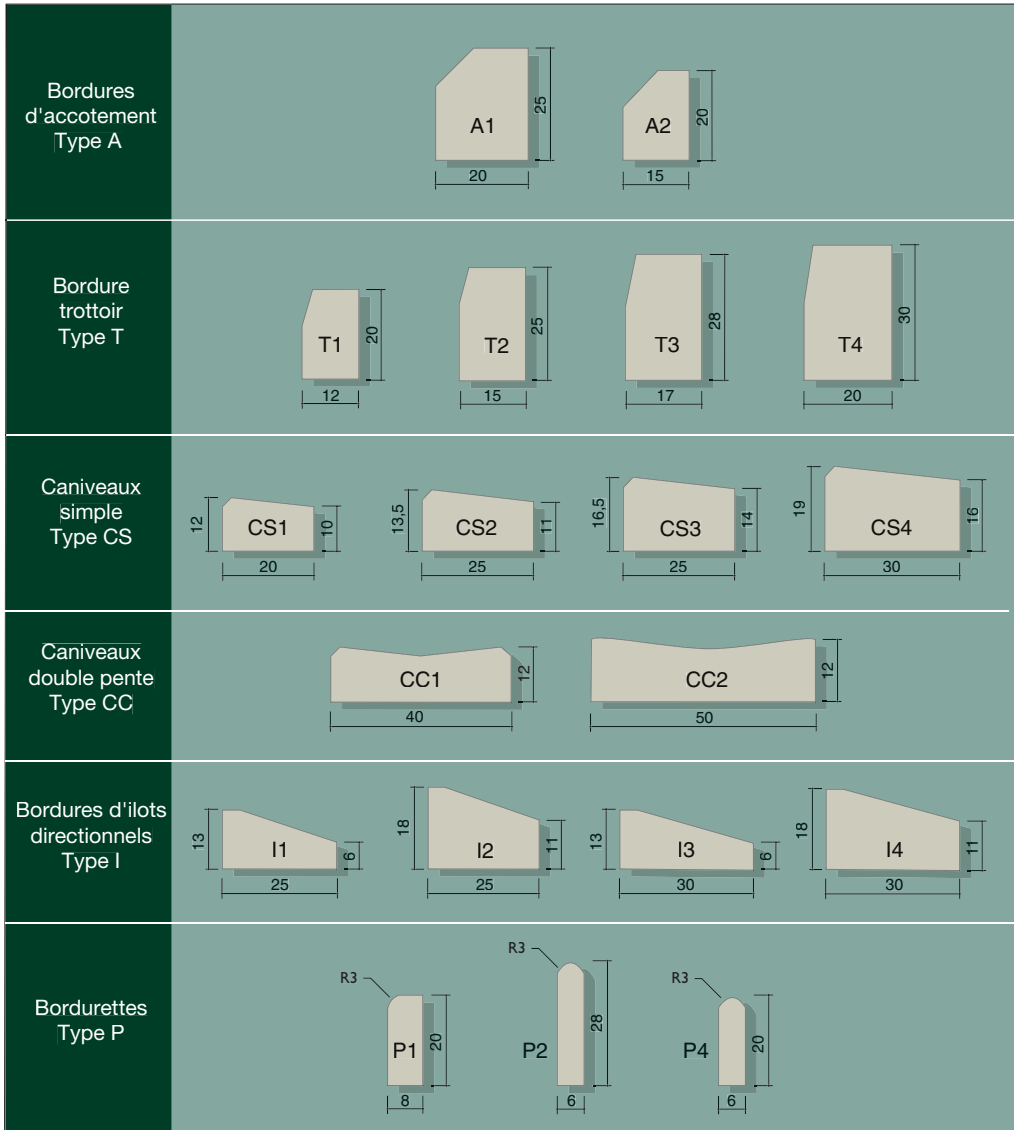 Bordures
d'accotement
Type A
A1
25
20
A2
20
15
Bordure
trottoir
Type T
T1
20
12
T2
25
15
T3
28
17
T4
30
20
Caniveaux
simple
Type CS
12
CS1
10
20
13,5
CS2
11
25
16,5
CS3
14
25
19
CS4
16
30
Caniveaux
double pente
Type CC
CC1
12
40
CC2
12
50
Bordures d'ilots
directionnels
Type I
13
I1
6
25
18
I2
11
25
13
I3
6
30
18
I4
11
30
Bordurettes
Type P
R3
P1
20
8
R3
P2
28
6
R3
P4
20
6